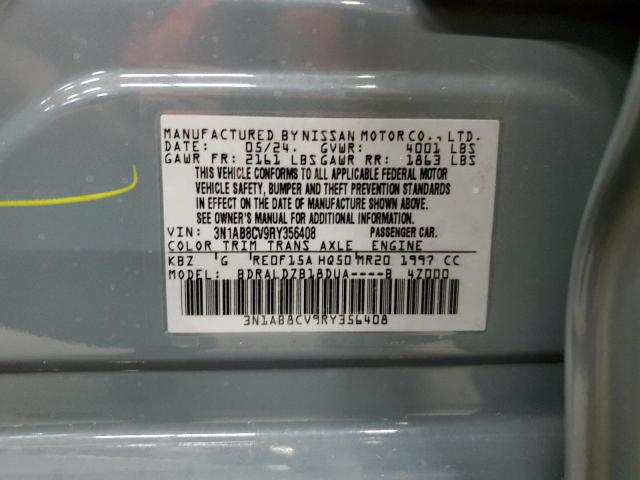 MANUFACTURED BY NISSAN MOTOR CO., LTD.
DATE: 05/24. GVWR: 4001 LBS
GAWR FR: 2161 LBS GAWR RR: 1863 LBS
THIS VEHICLE CONFORMS TO ALL APPLICABLE FEDERAL MOTOR
VEHICLE SAFETY, BUMPER AND THEFT PREVENTION STANDARDS
IN EFFECT ON THE DATE OF MANUFACTURE SHOWN ABOVE.
SEE OWNER'S MANUAL FOR ADDITIONAL INFORMATION.
VIN: 3N1AB8CV9RY356408 PASSENGER CAR.
COLOR TRIM TRANS AXLE ENGINE
KBZ G RE0F15A HQ50 MR20 1997 CC
MODEL: BDRALDZB18DUA----B 4Z000
3N1AB8CV9RY356408